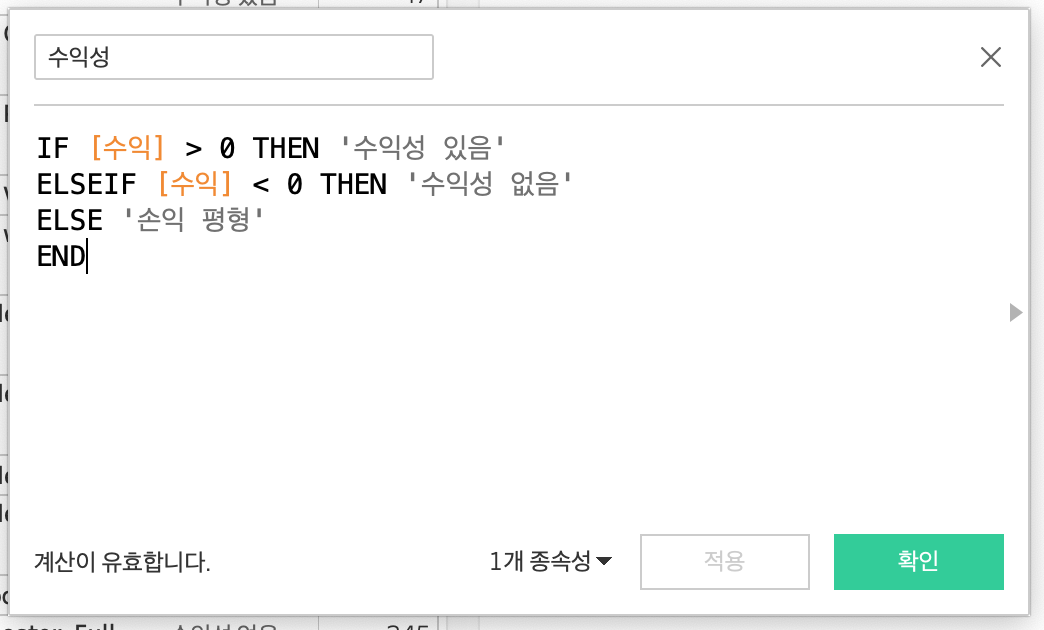 수익성
IF [수익] > 0 THEN '수익성 있음'
ELSEIF [수익] < 0 THEN '수익성 없음'
ELSE '손익 평형'
END
계산이 유효합니다.
1개 종속성
적용
확인